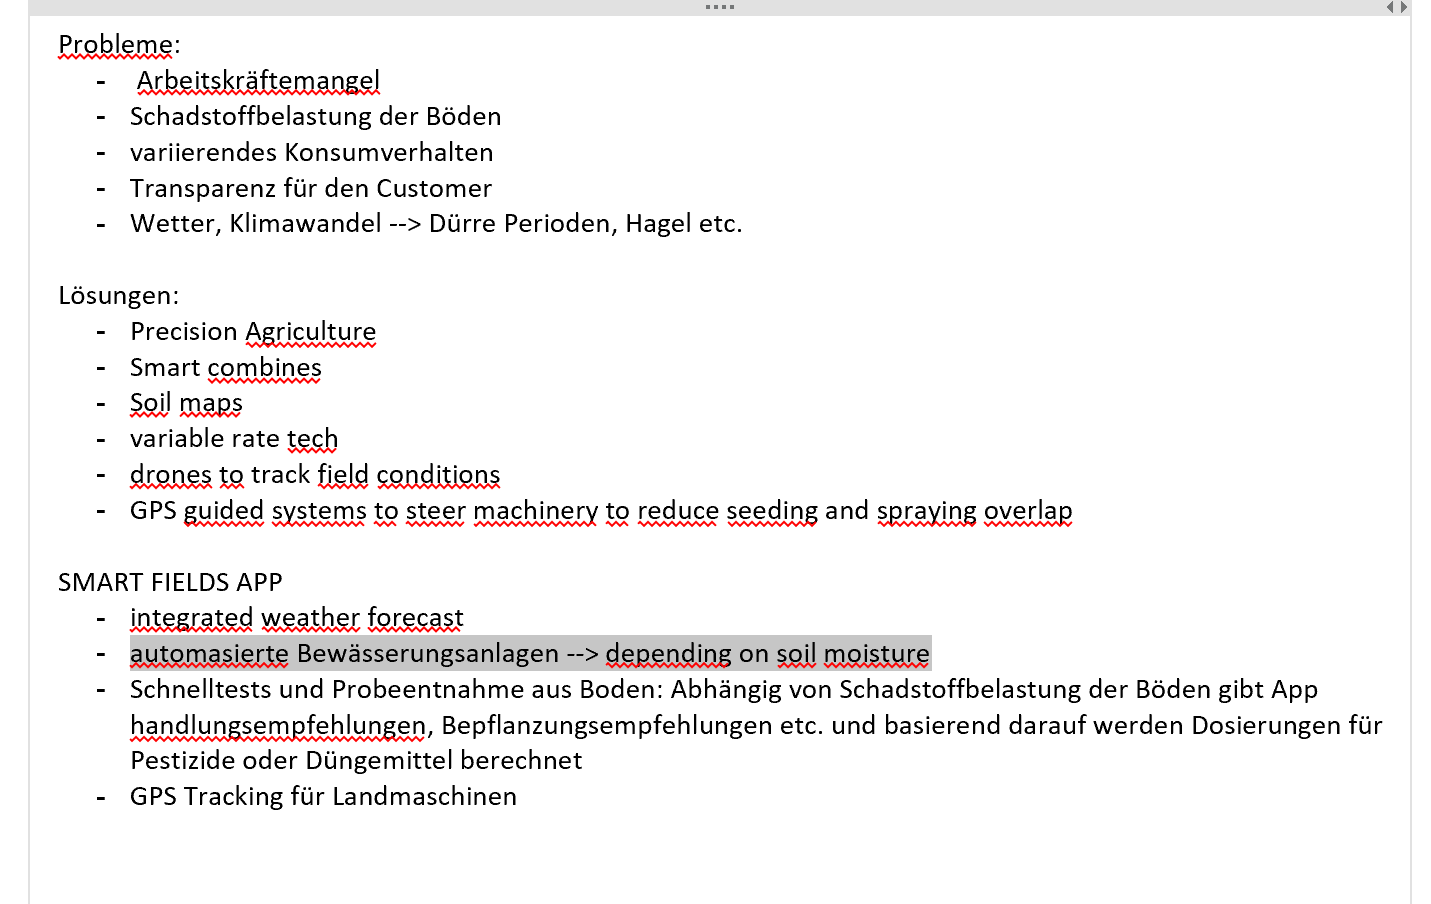 Probleme:
- Arbeitskräftemangel
- Schadstoffbelastung der Böden
- variierendes Konsumverhalten
- Transparenz für den Customer
- Wetter, Klimawandel --> Dürre Perioden, Hagel etc.
Lösungen:
- Precision Agriculture
- Smart combines
- Soil maps
- variable rate tech
- drones to track field conditions
- GPS guided systems to steer machinery to reduce seeding and spraying overlap
SMART FIELDS APP
- integrated weather forecast
- automasierte Bewässerungsanlagen --> depending on soil moisture
- Schnelltests und Probeentnahme aus Boden: Abhängig von Schadstoffbelastung der Böden gibt App
handlungsempfehlungen, Bepflanzungsempfehlungen etc. und basierend darauf werden Dosierungen für
Pestizide oder Düngemittel berechnet
- GPS Tracking für Landmaschinen